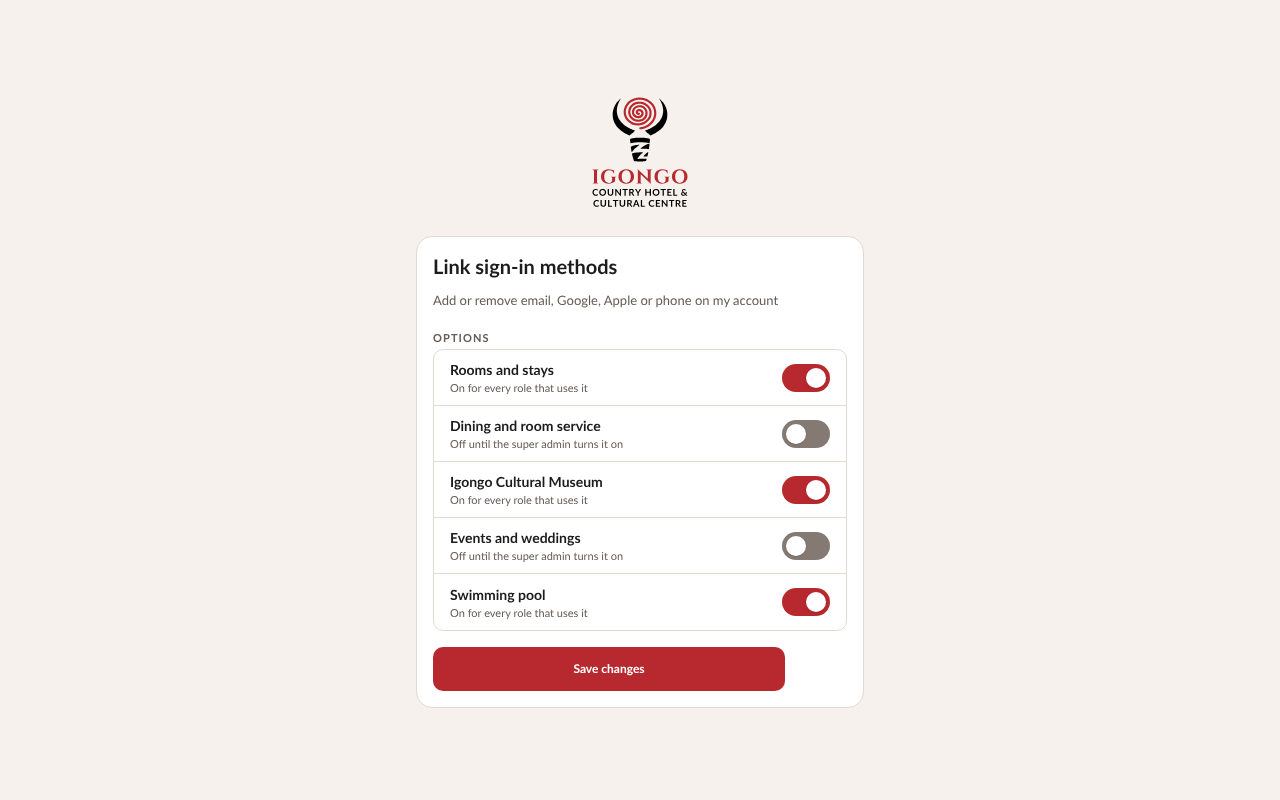 IGONGO
COUNTRY HOTEL &
CULTURAL CENTRE
Link sign-in methods
Add or remove email, Google, Apple or phone on my account
OPTIONS
Rooms and stays
On for every role that uses it
Dining and room service
Off until the super admin turns it on
Igongo Cultural Museum
On for every role that uses it
Events and weddings
Off until the super admin turns it on
Swimming pool
On for every role that uses it
Save changes